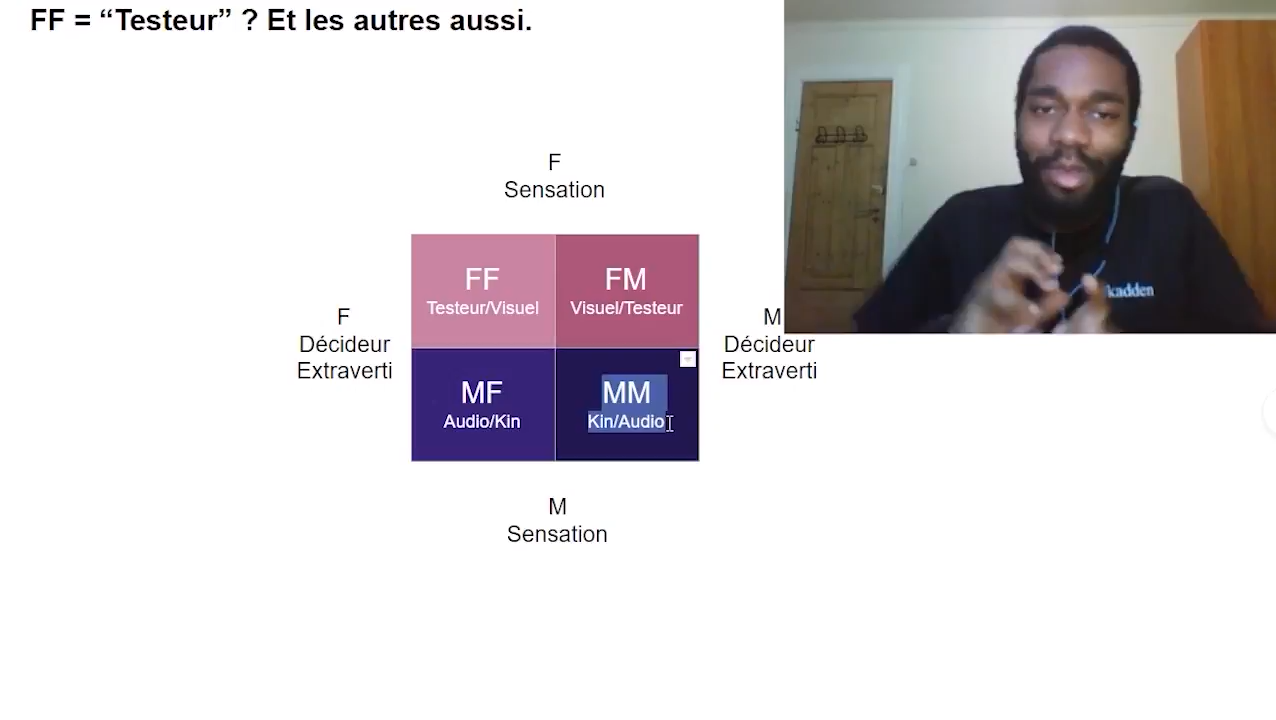 FF = “Testeur” ? Et les autres aussi.
F
Sensation
FF
Testeur/Visuel
FM
Visuel/Testeur
F
Décideur
Extraverti
M
Décideur
Extraverti
MF
Audio/Kin
MM
Kin/Audio
M
Sensation
kadden